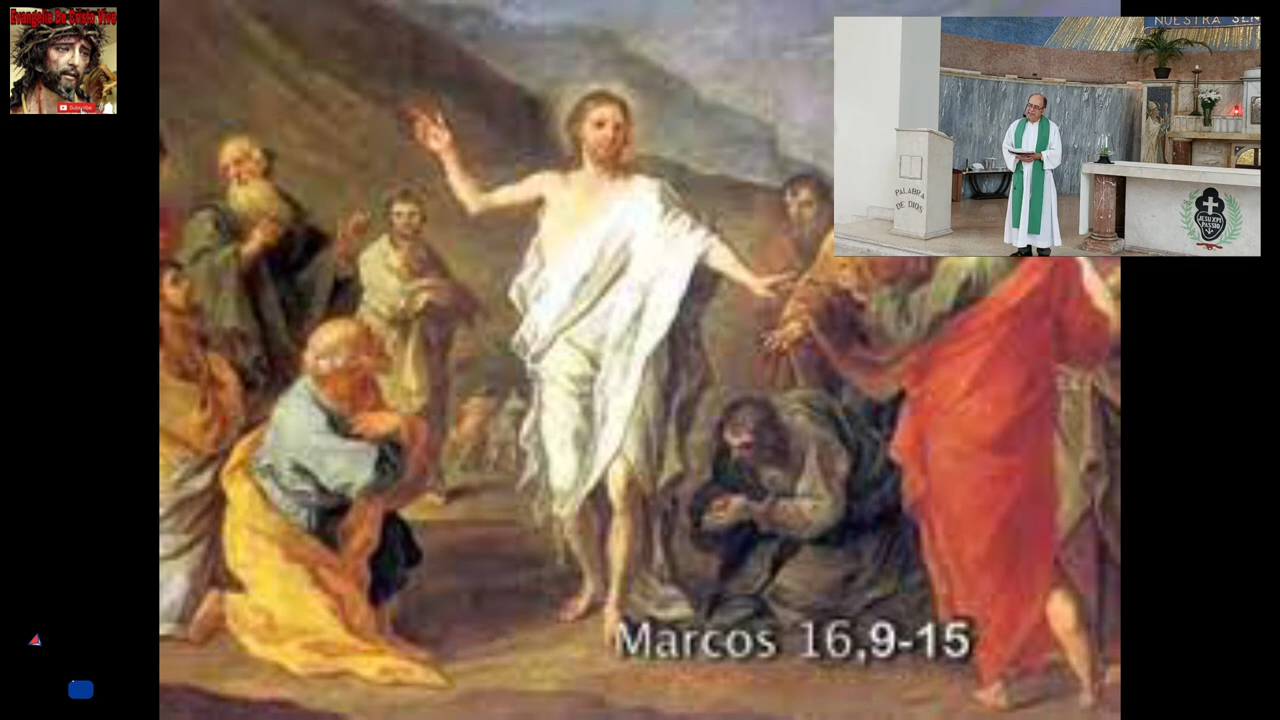 Evangelio De Cristo Vivo
Subscribe
NUESTRA SEÑ
PALABRA
DE DIOS
JESU XPI
PASSIO
Marcos 16,9-15